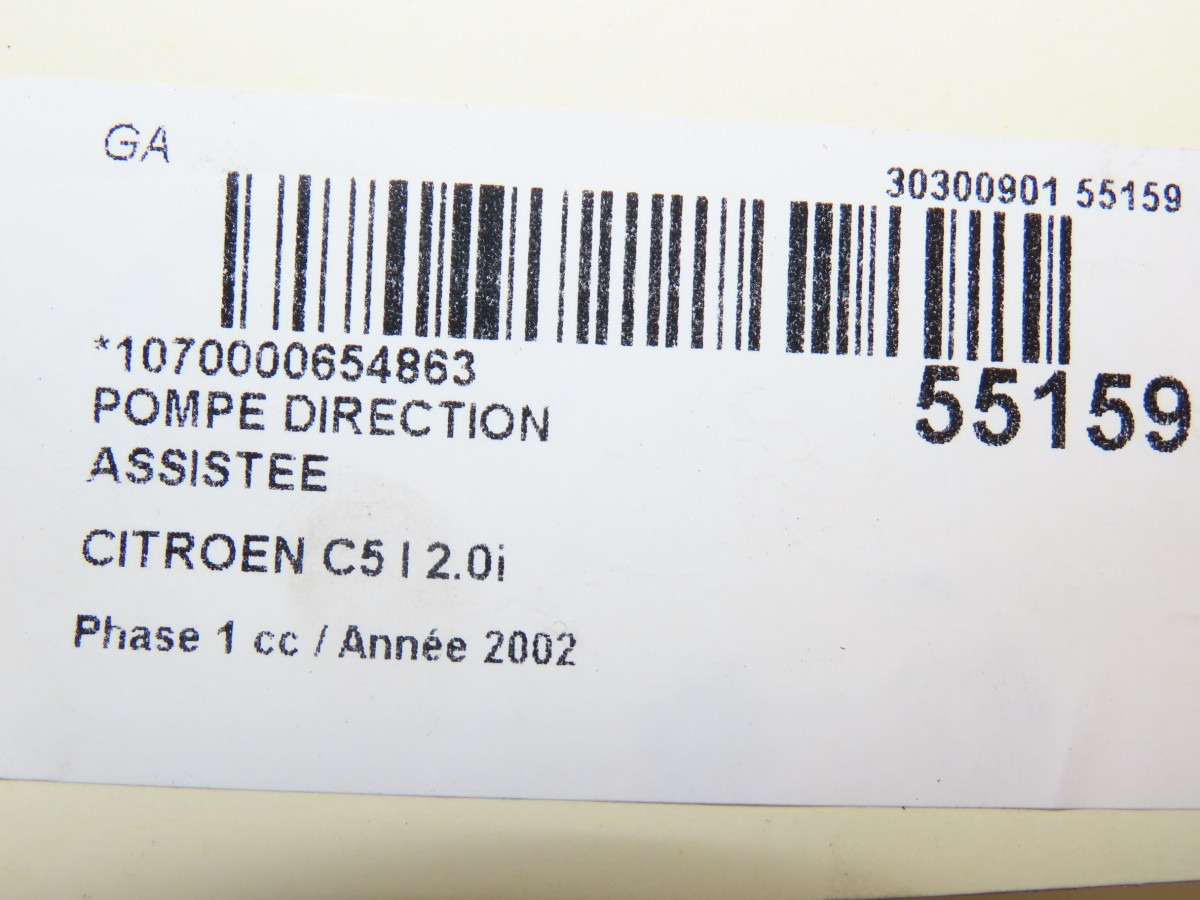 GA
30300901 55159
*1070000654863
55159
POMPE DIRECTION
ASSISTEE
CITROEN C5 I 2.0i
Phase 1 cc / Année 2002